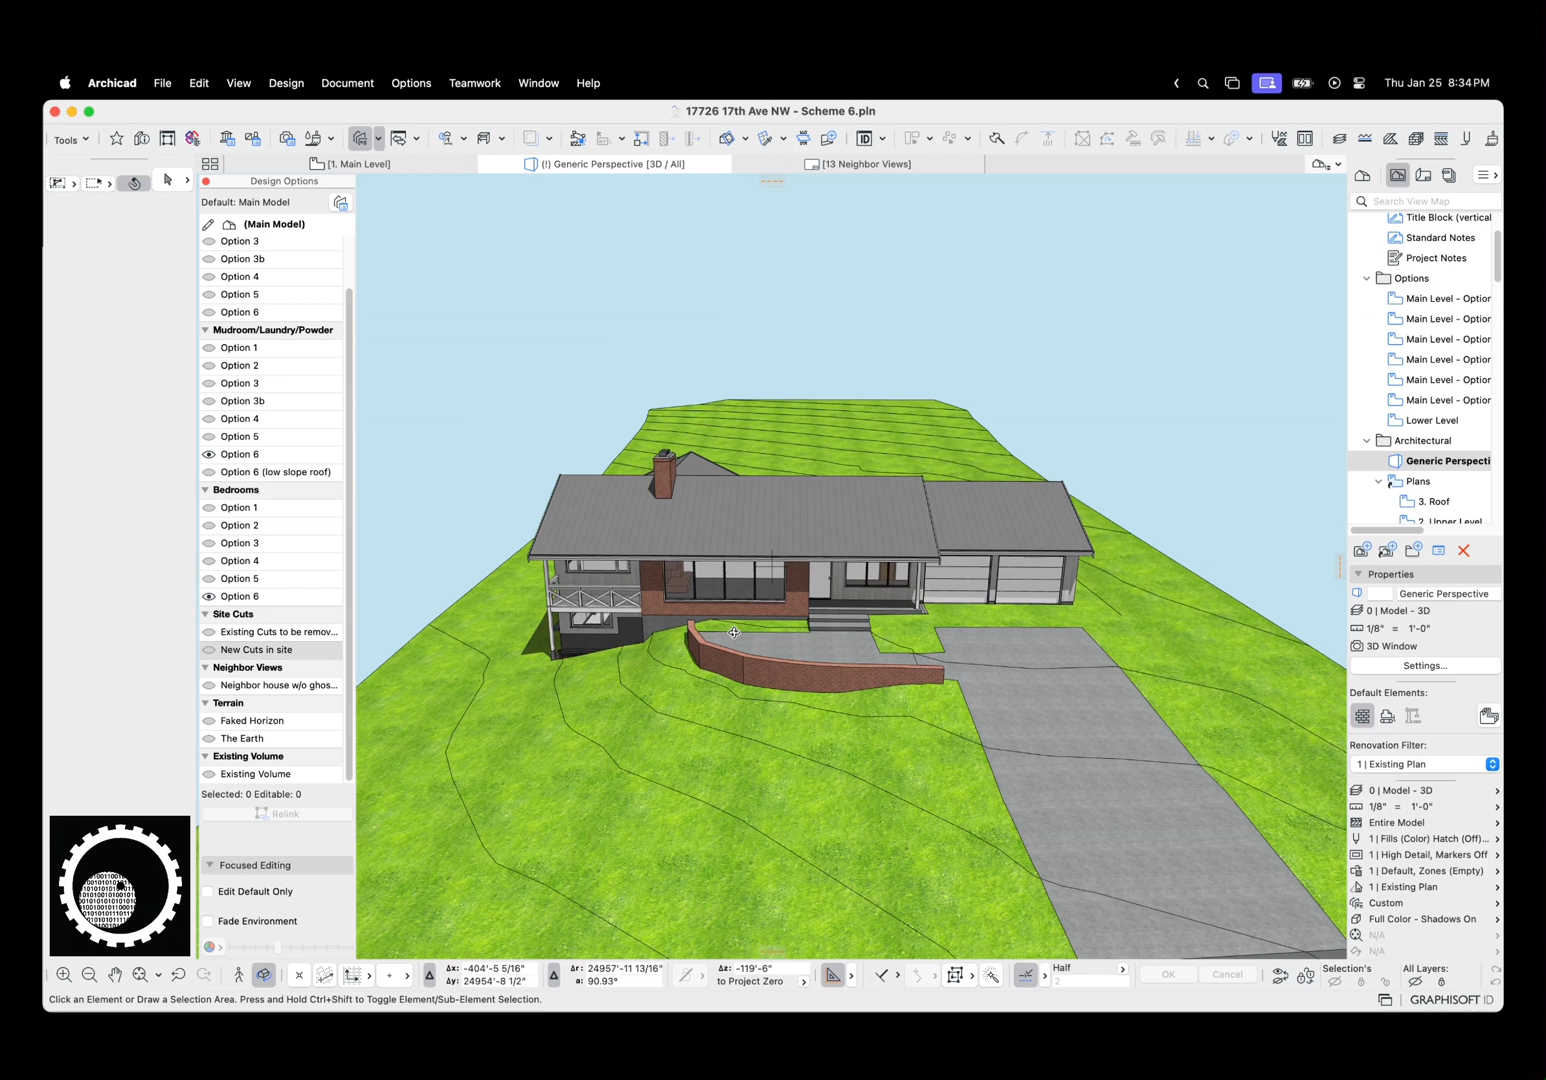 Archicad File Edit View Design Document Options Teamwork Window Help Thu Jan 25 8:34 PM
17726 17th Ave NW - Scheme 6.pln
Tools
[1. Main Level] (!) Generic Perspective [3D / All] [13 Neighbor Views]
Design Options
Default: Main Model
(Main Model)
Option 3
Option 3b
Option 4
Option 5
Option 6
Mudroom/Laundry/Powder
Option 1
Option 2
Option 3
Option 3b
Option 4
Option 5
Option 6
Option 6 (low slope roof)
Bedrooms
Option 1
Option 2
Option 3
Option 4
Option 5
Option 6
Site Cuts
Existing Cuts to be remov...
New Cuts in site
Neighbor Views
Neighbor house w/o ghos...
Terrain
Faked Horizon
The Earth
Existing Volume
Existing Volume
Selected: 0 Editable: 0
Relink
Focused Editing
Edit Default Only
Fade Environment
Search View Map
Title Block (vertical
Standard Notes
Project Notes
Options
Main Level - Option
Main Level - Option
Main Level - Option
Main Level - Option
Main Level - Option
Main Level - Option
Lower Level
Architectural
Generic Perspecti
Plans
3. Roof
2. Upper Level
Properties
Generic Perspective
0 | Model - 3D
1/8" = 1'-0"
3D Window
Settings...
Default Elements:
Renovation Filter:
1 | Existing Plan
0 | Model - 3D
1/8" = 1'-0"
Entire Model
1 | Fills (Color) Hatch (Off)...
1 | High Detail, Markers Off
1 | Default, Zones (Empty)
1 | Existing Plan
Custom
Full Color - Shadows On
N/A
N/A
Δx: -404'-5 5/16"
Δy: 24954'-8 1/2"
Δr: 24957'-11 13/16"
a: 90.93°
Δz: -119'-6"
to Project Zero
Half
2
OK Cancel
Selection's All Layers:
Click an Element or Draw a Selection Area. Press and Hold Ctrl+Shift to Toggle Element/Sub-Element Selection.
GRAPHISOFT ID